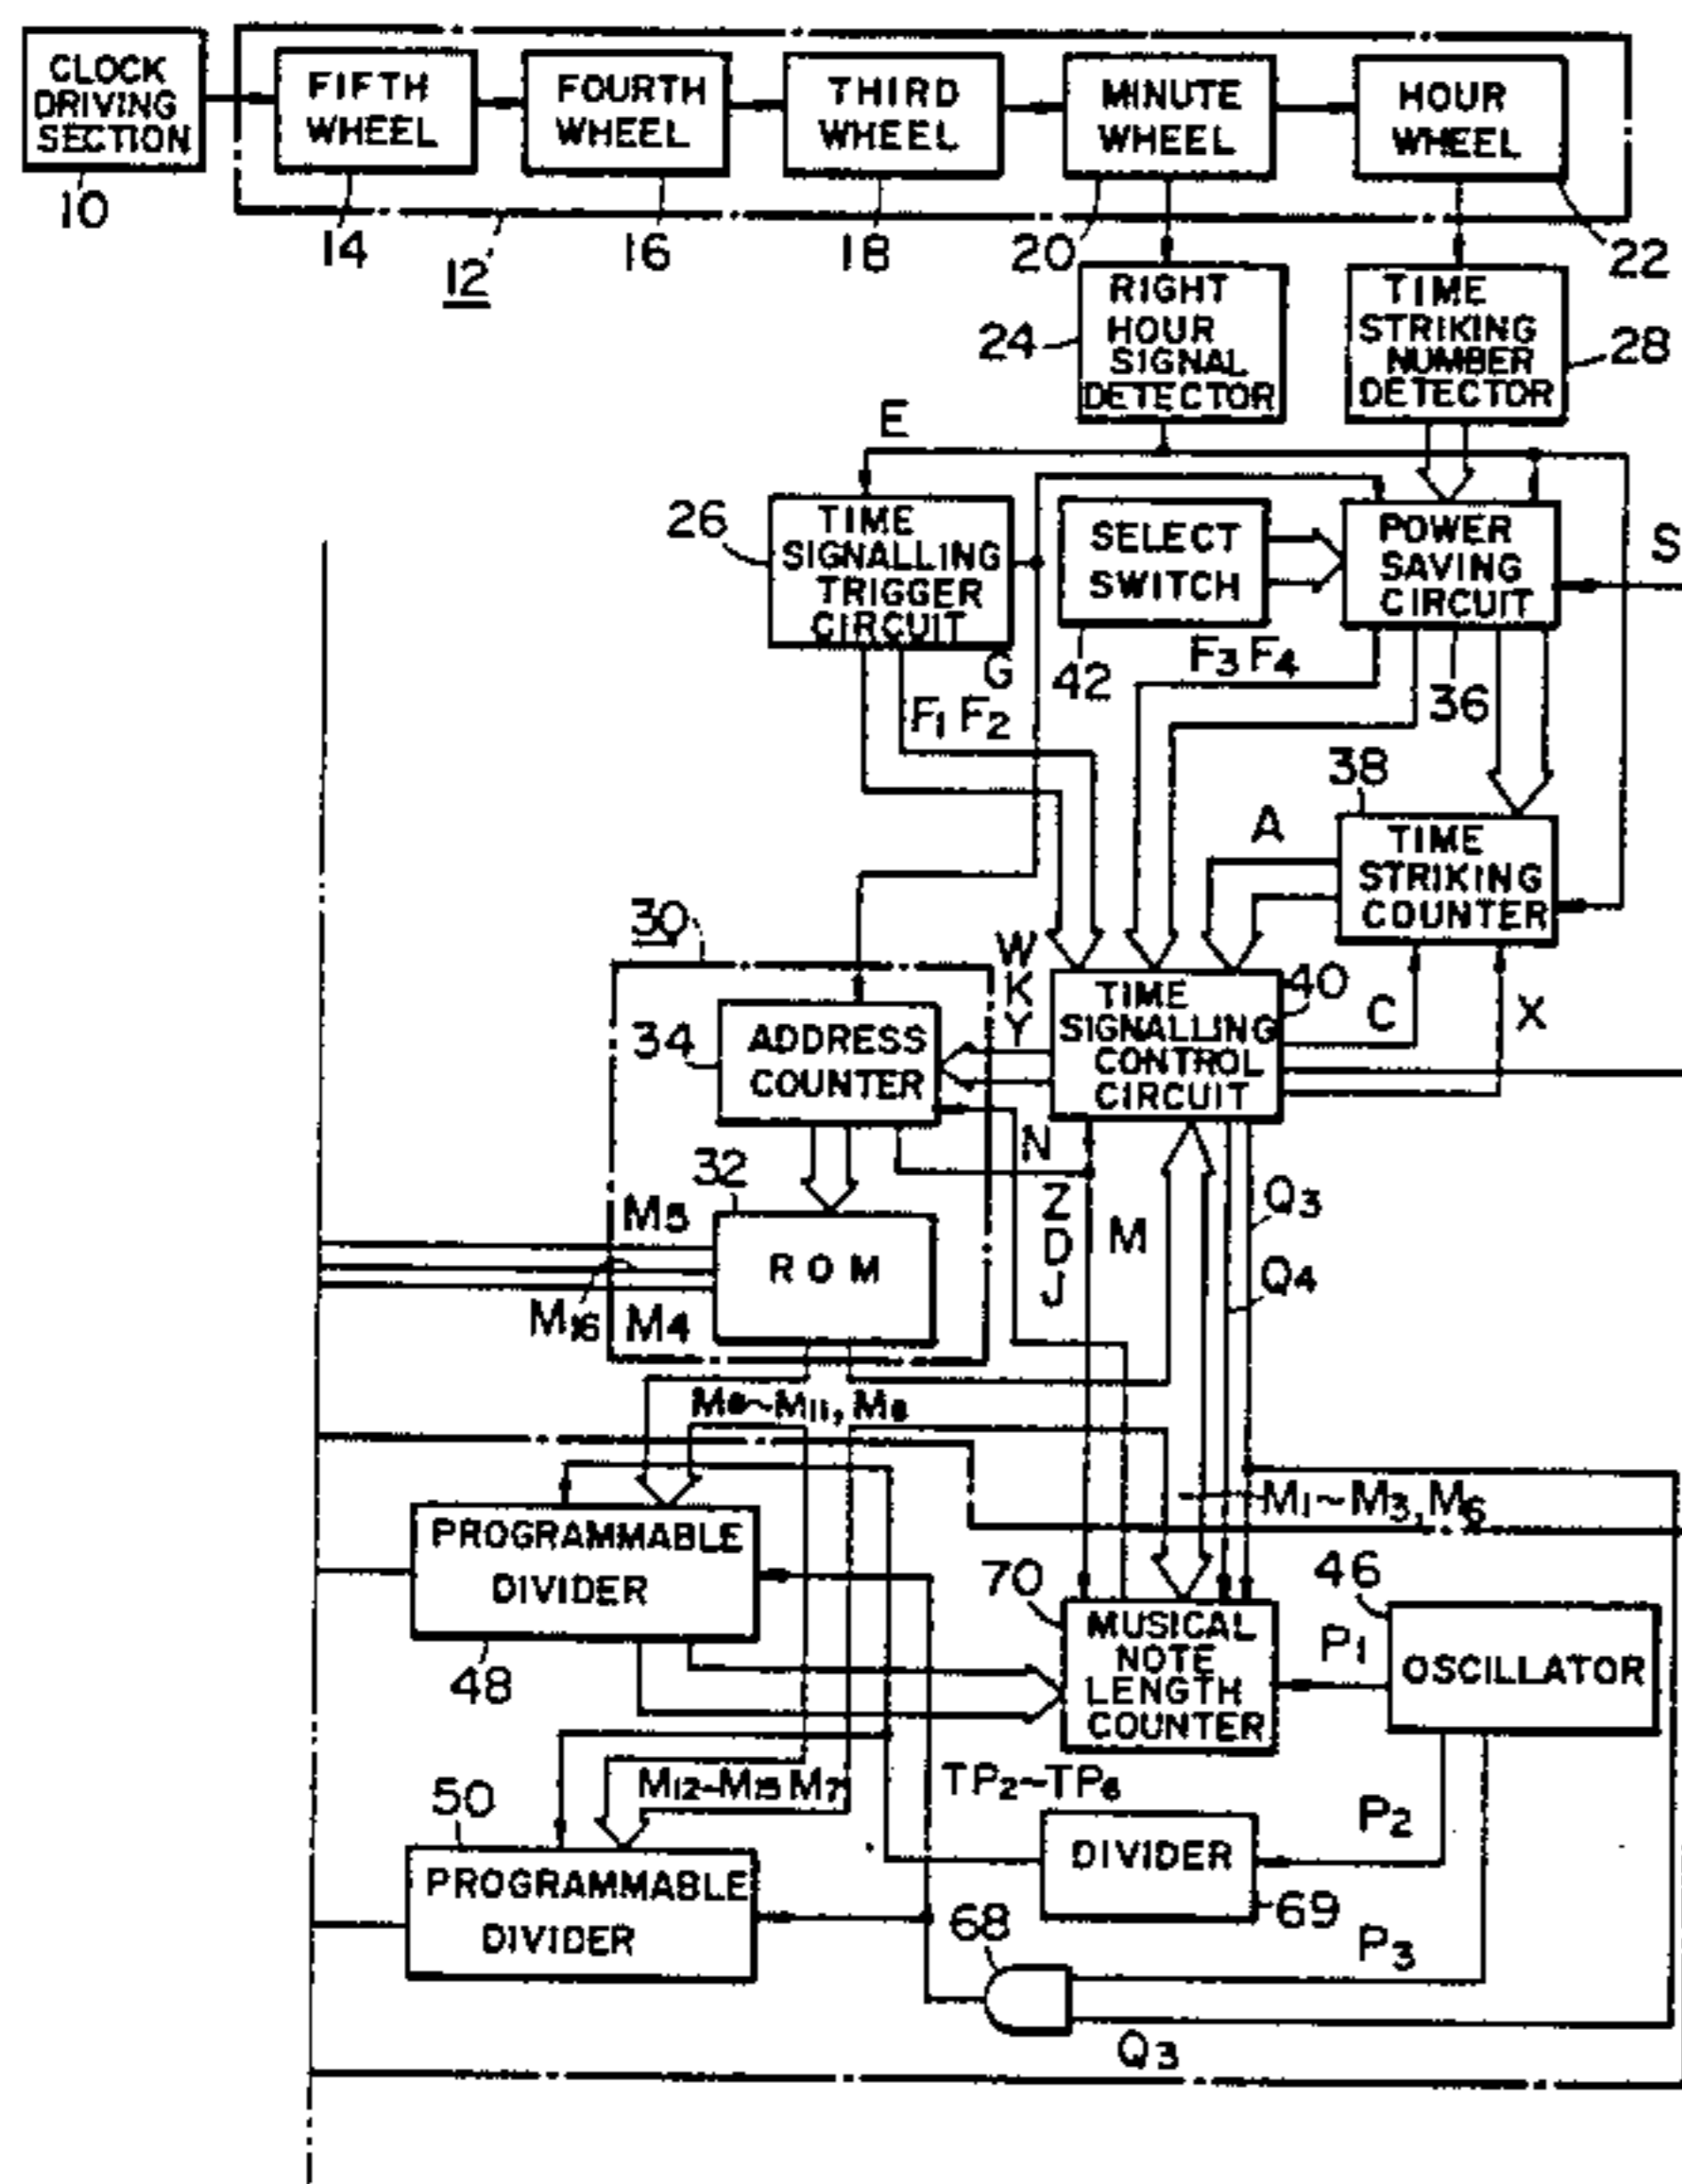 CLOCK
DRIVING
SECTION
10
FIFTH
WHEEL
14
FOURTH
WHEEL
16
THIRD
WHEEL
18
MINUTE
WHEEL
20
HOUR
WHEEL
22
12
24
RIGHT
HOUR
SIGNAL
DETECTOR
TIME
STRIKING
NUMBER
DETECTOR
28
E
26
TIME
SIGNALLING
TRIGGER
CIRCUIT
G
SELECT
SWITCH
42
POWER
SAVING
CIRCUIT
36
S
F1 F2
F3 F4
38
TIME
STRIKING
COUNTER
A
30
W
K
Y
TIME
SIGNALLING
CONTROL
CIRCUIT
40
C
X
34
ADDRESS
COUNTER
N
Z
D
J
M
Q3
Q4
32
ROM
M5
M16
M4
M1~M3, M6
PROGRAMMABLE
DIVIDER
48
70
MUSICAL
NOTE
LENGTH
COUNTER
46
OSCILLATOR
P1
P2
P3
M12~M15 M7
TP2~TP6
50
PROGRAMMABLE
DIVIDER
DIVIDER
69
68
Q3